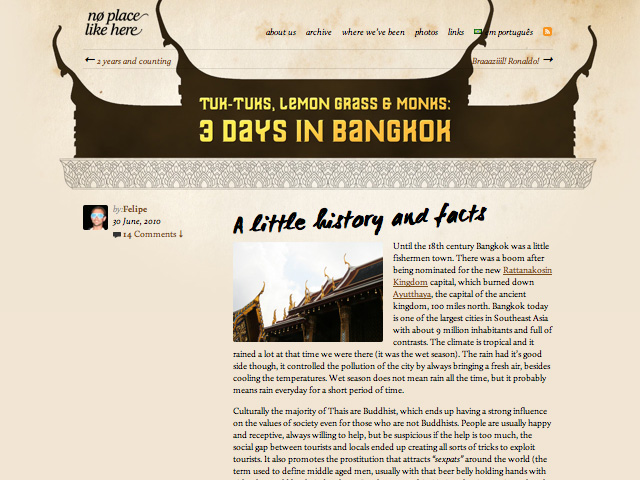 nø place
like here
about us archive where we've been photos links em português
← 2 years and counting
Braaaziiil! Ronaldo! →
Tuk-Tuks, Lemon Grass & Monks:
3 Days in Bangkok
by:Felipe
30 June, 2010
14 Comments ↓
A little history and facts
Until the 18th century Bangkok was a little
fishermen town. There was a boom after
being nominated for the new Rattanakosin
Kingdom capital, which burned down
Ayutthaya, the capital of the ancient
kingdom, 100 miles north. Bangkok today
is one of the largest cities in Southeast Asia
with about 9 million inhabitants and full of
contrasts. The climate is tropical and it
rained a lot at that time we were there (it was the wet season). The rain had it's good
side though, it controlled the pollution of the city by always bringing a fresh air, besides
cooling the temperatures. Wet season does not mean rain all the time, but it probably
means rain everyday for a short period of time.
Culturally the majority of Thais are Buddhist, which ends up having a strong influence
on the values of society even for those who are not Buddhists. People are usually happy
and receptive, always willing to help, but be suspicious if the help is too much, the
social gap between tourists and locals ended up creating all sorts of tricks to exploit
tourists. It also promotes the prostitution that attracts "sexpats" around the world (the
term used to define middle aged men, usually with that beer belly holding hands with